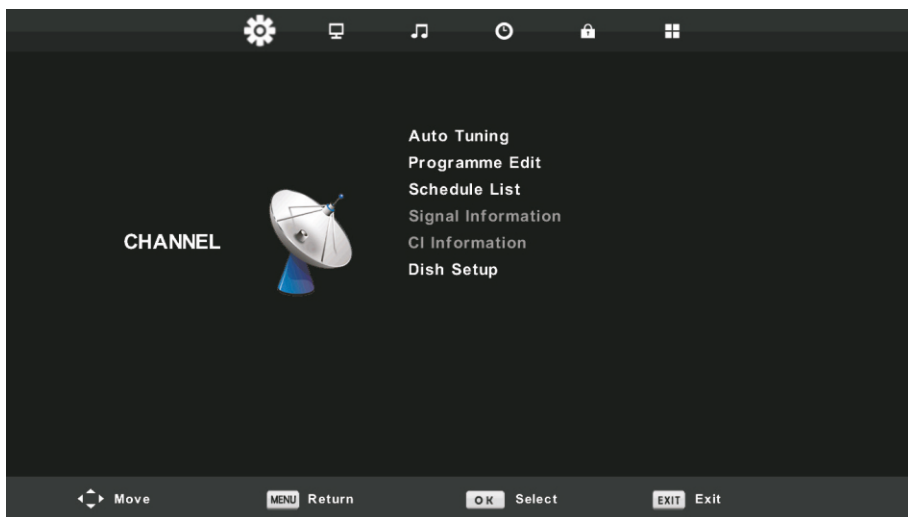 Auto Tuning
Programme Edit
Schedule List
Signal Information
CHANNEL
CI Information
Dish Setup
Move
MENU Return
OK Select
EXIT Exit